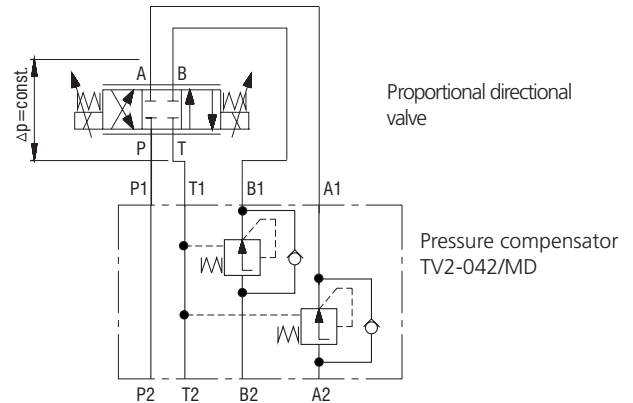 A B
Δp=const.
P T
Proportional directional
valve
P1 T1 B1 A1
Pressure compensator
TV2-042/MD
P2 T2 B2 A2